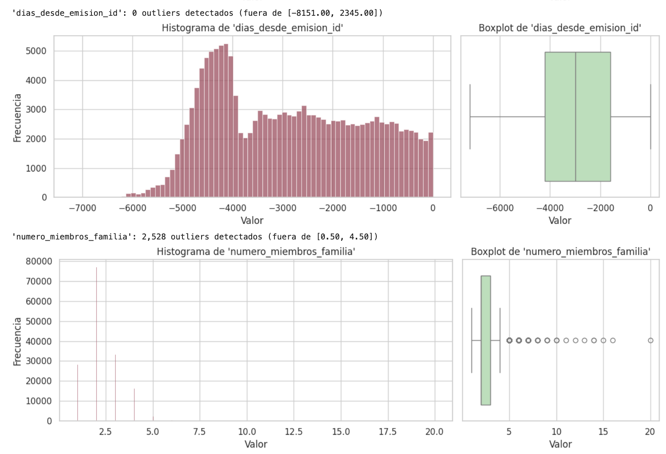 'dias_desde_emision_id': 0 outliers detectados (fuera de [-8151.00, 2345.00])
Histograma de 'dias_desde_emision_id'
Boxplot de 'dias_desde_emision_id'
Frecuencia
5000
4000
3000
2000
1000
0
−7000 −6000 −5000 −4000 −3000 −2000 −1000 0
Valor
−6000 −4000 −2000 0
Valor
'numero_miembros_familia': 2,528 outliers detectados (fuera de [0.50, 4.50])
Histograma de 'numero_miembros_familia'
Boxplot de 'numero_miembros_familia'
Frecuencia
80000
70000
60000
50000
40000
30000
20000
10000
0
2.5 5.0 7.5 10.0 12.5 15.0 17.5 20.0
Valor
5 10 15 20
Valor